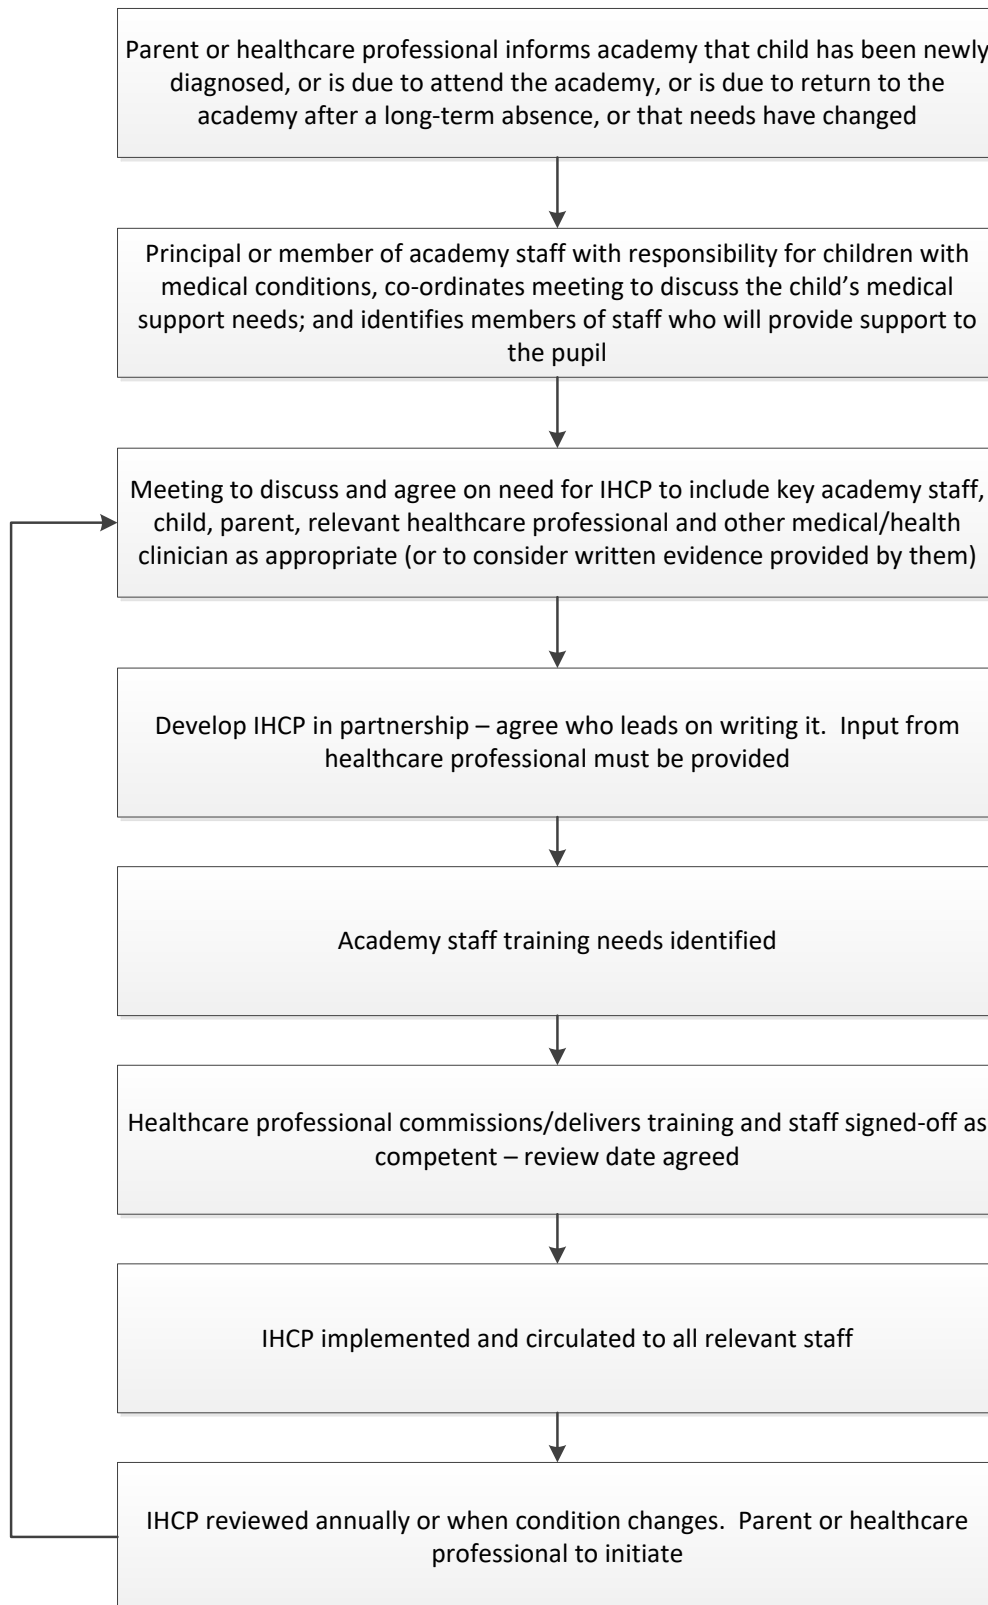 Parent or healthcare professional informs academy that child has been newly
diagnosed, or is due to attend the academy, or is due to return to the
academy after a long-term absence, or that needs have changed
Principal or member of academy staff with responsibility for children with
medical conditions, co-ordinates meeting to discuss the child's medical
support needs; and identifies members of staff who will provide support to
the pupil
Meeting to discuss and agree on need for IHCP to include key academy staff,
child, parent, relevant healthcare professional and other medical/health
clinician as appropriate (or to consider written evidence provided by them)
Develop IHCP in partnership – agree who leads on writing it.  Input from
healthcare professional must be provided
Academy staff training needs identified
Healthcare professional commissions/delivers training and staff signed-off as
competent – review date agreed
IHCP implemented and circulated to all relevant staff
IHCP reviewed annually or when condition changes.  Parent or healthcare
professional to initiate